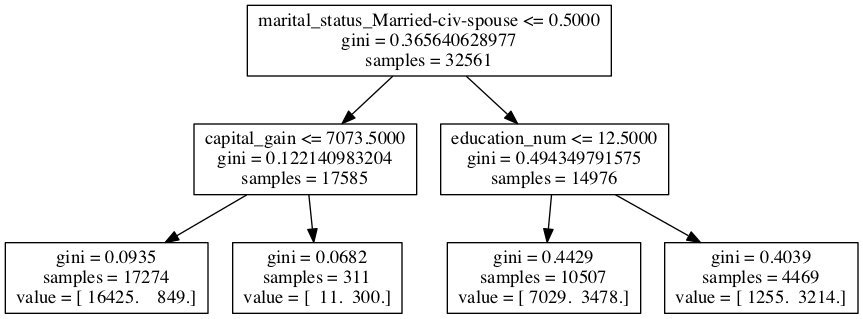 marital_status_Married-civ-spouse <= 0.5000
gini = 0.365640628977
samples = 32561
capital_gain <= 7073.5000
gini = 0.122140983204
samples = 17585
education_num <= 12.5000
gini = 0.494349791575
samples = 14976
gini = 0.0935
samples = 17274
value = [ 16425.   849.]
gini = 0.0682
samples = 311
value = [  11.  300.]
gini = 0.4429
samples = 10507
value = [ 7029.  3478.]
gini = 0.4039
samples = 4469
value = [ 1255.  3214.]